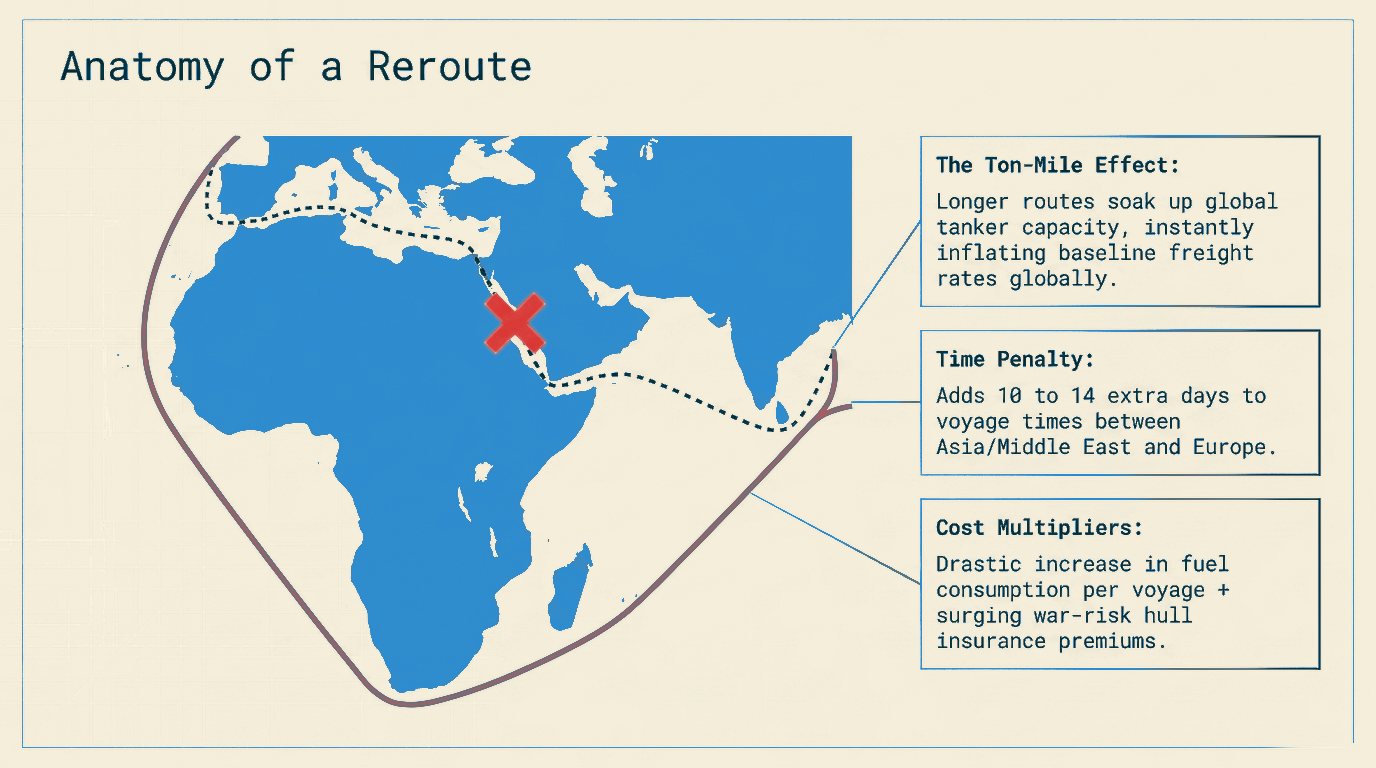 Anatomy of a Reroute
The Ton-Mile Effect:
Longer routes soak up global
tanker capacity, instantly
inflating baseline freight
rates globally.
Time Penalty:
Adds 10 to 14 extra days to
voyage times between
Asia/Middle East and Europe.
Cost Multipliers:
Drastic increase in fuel
consumption per voyage +
surging war-risk hull
insurance premiums.